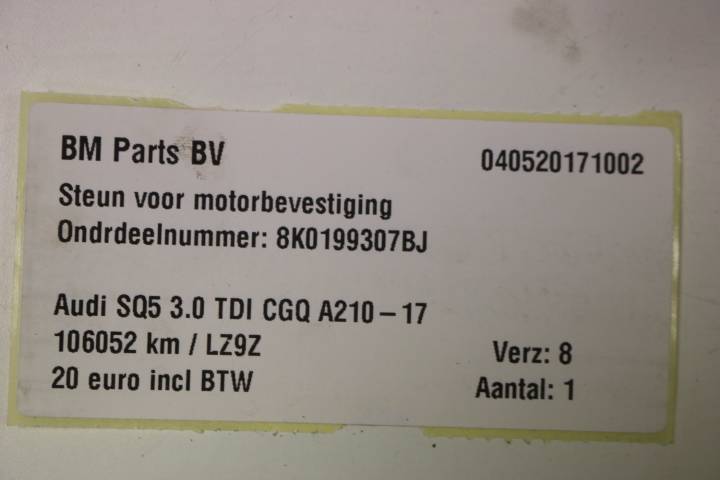 BM Parts BV 040520171002
Steun voor motorbevestiging
Ondrdeelnummer: 8K0199307BJ
Audi SQ5 3.0 TDI CGQ A210-17
106052 km / LZ9Z Verz: 8
20 euro incl BTW Aantal: 1